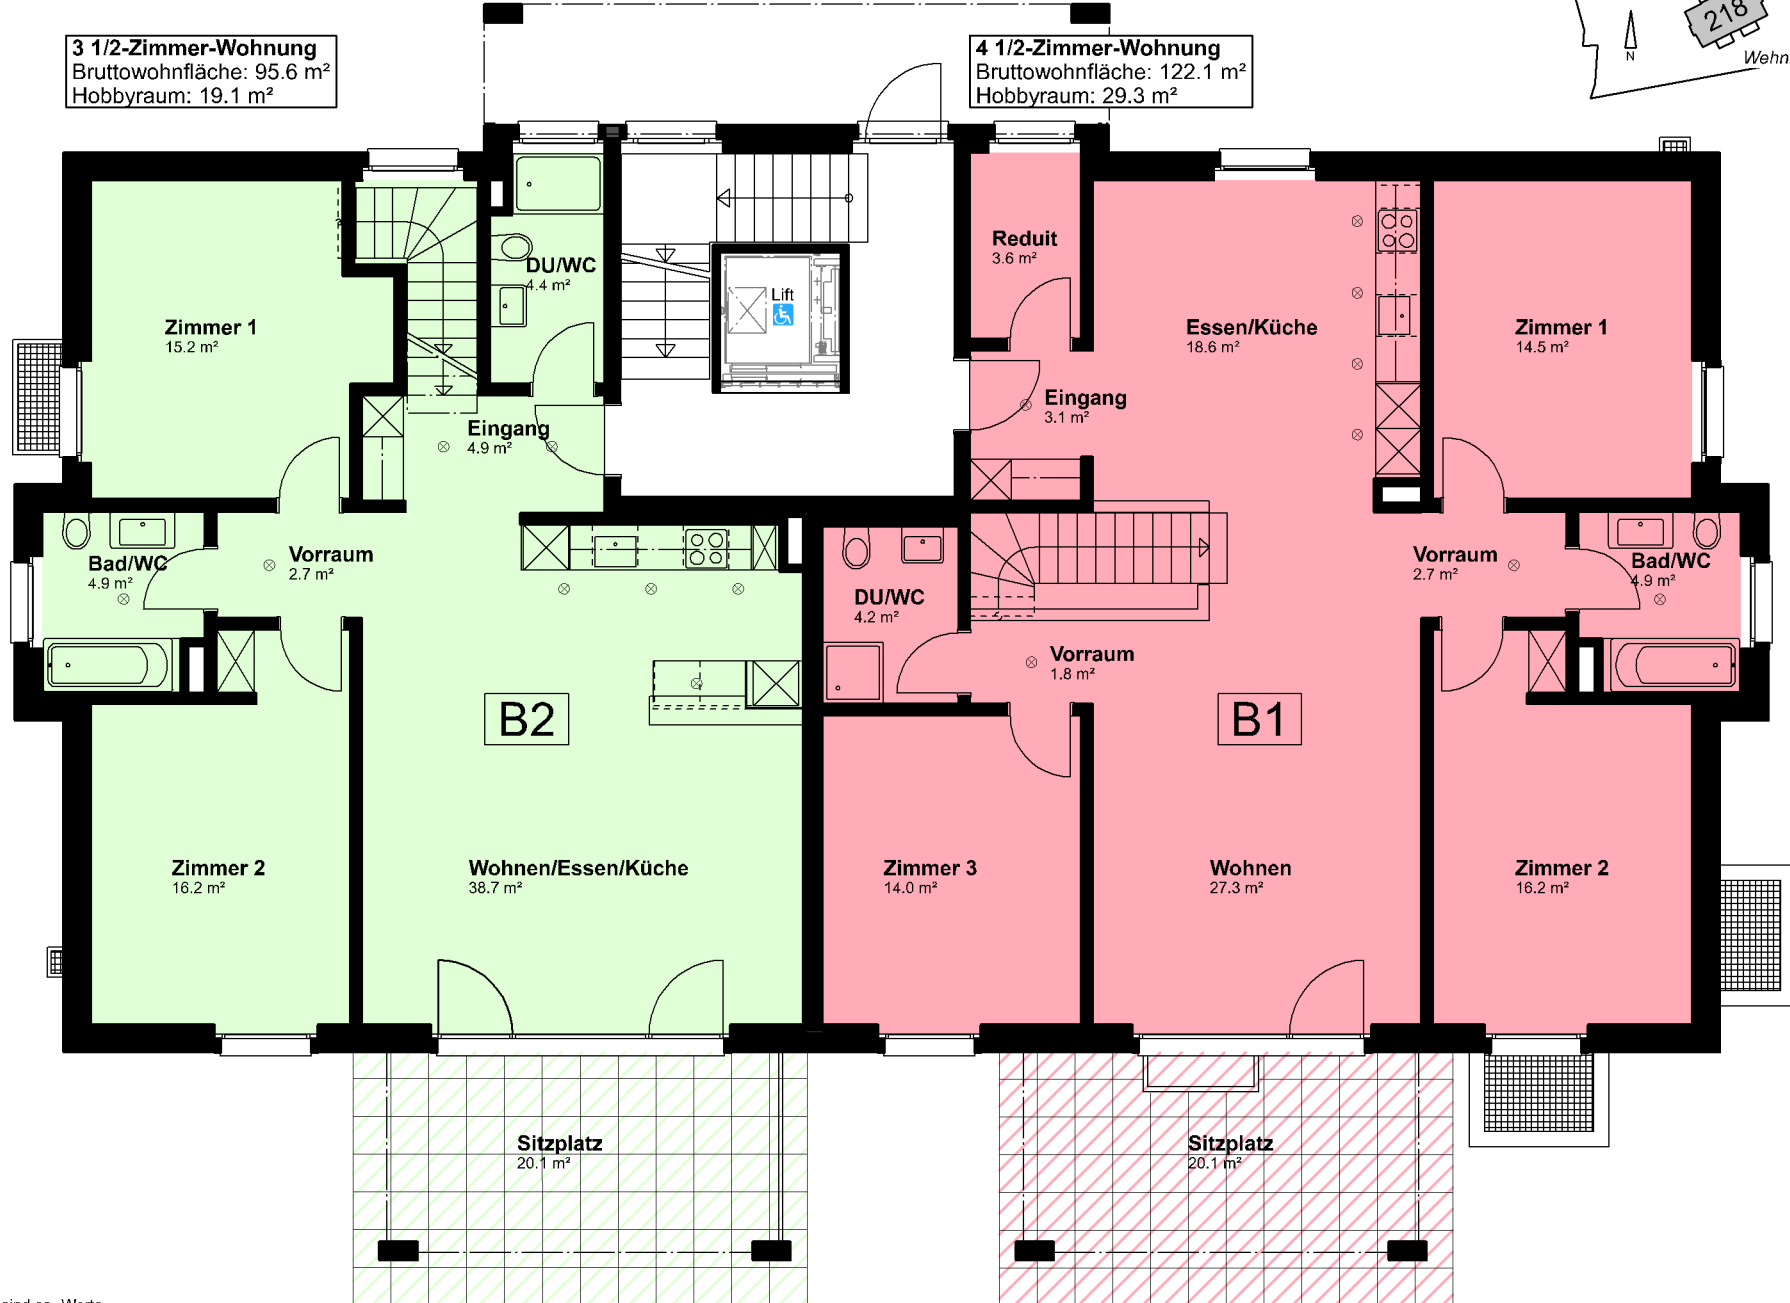 3 1/2-Zimmer-Wohnung
Bruttowohnfläche: 95.6 m²
Hobbyraum: 19.1 m²
4 1/2-Zimmer-Wohnung
Bruttowohnfläche: 122.1 m²
Hobbyraum: 29.3 m²
218
N
Wehn
Zimmer 1
15.2 m²
DU/WC
4.4 m²
Lift
Reduit
3.6 m²
Essen/Küche
18.6 m²
Zimmer 1
14.5 m²
Eingang
4.9 m²
Eingang
3.1 m²
Bad/WC
4.9 m²
Vorraum
2.7 m²
DU/WC
4.2 m²
Vorraum
1.8 m²
Vorraum
2.7 m²
Bad/WC
4.9 m²
B2
B1
Zimmer 2
16.2 m²
Wohnen/Essen/Küche
38.7 m²
Zimmer 3
14.0 m²
Wohnen
27.3 m²
Zimmer 2
16.2 m²
Sitzplatz
20.1 m²
Sitzplatz
20.1 m²